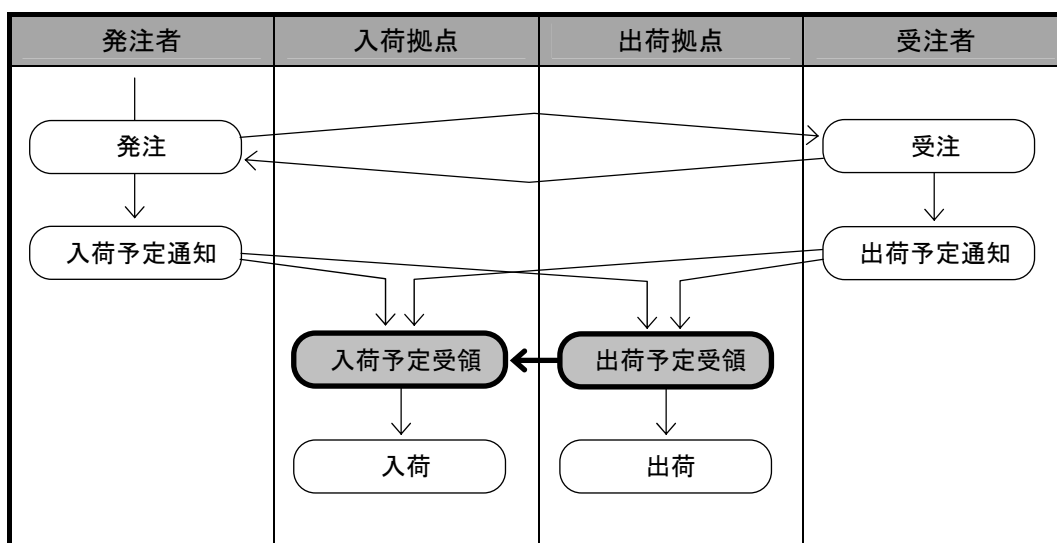 発注者 入荷拠点 出荷拠点 受注者
発注 受注
入荷予定通知 出荷予定通知
入荷予定受領 出荷予定受領
入荷 出荷